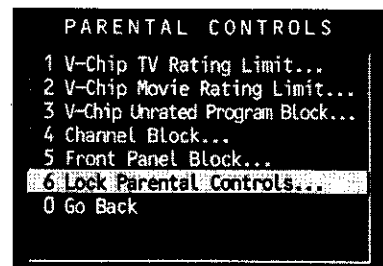 PARENTAL CONTROLS
1 V-Chip TV Rating Limit...
2 V-Chip Movie Rating Limit...
3 V-Chip Unrated Program Block...
4 Channel Block...
5 Front Panel Block...
6 Lock Parental Controls...
0 Go Back